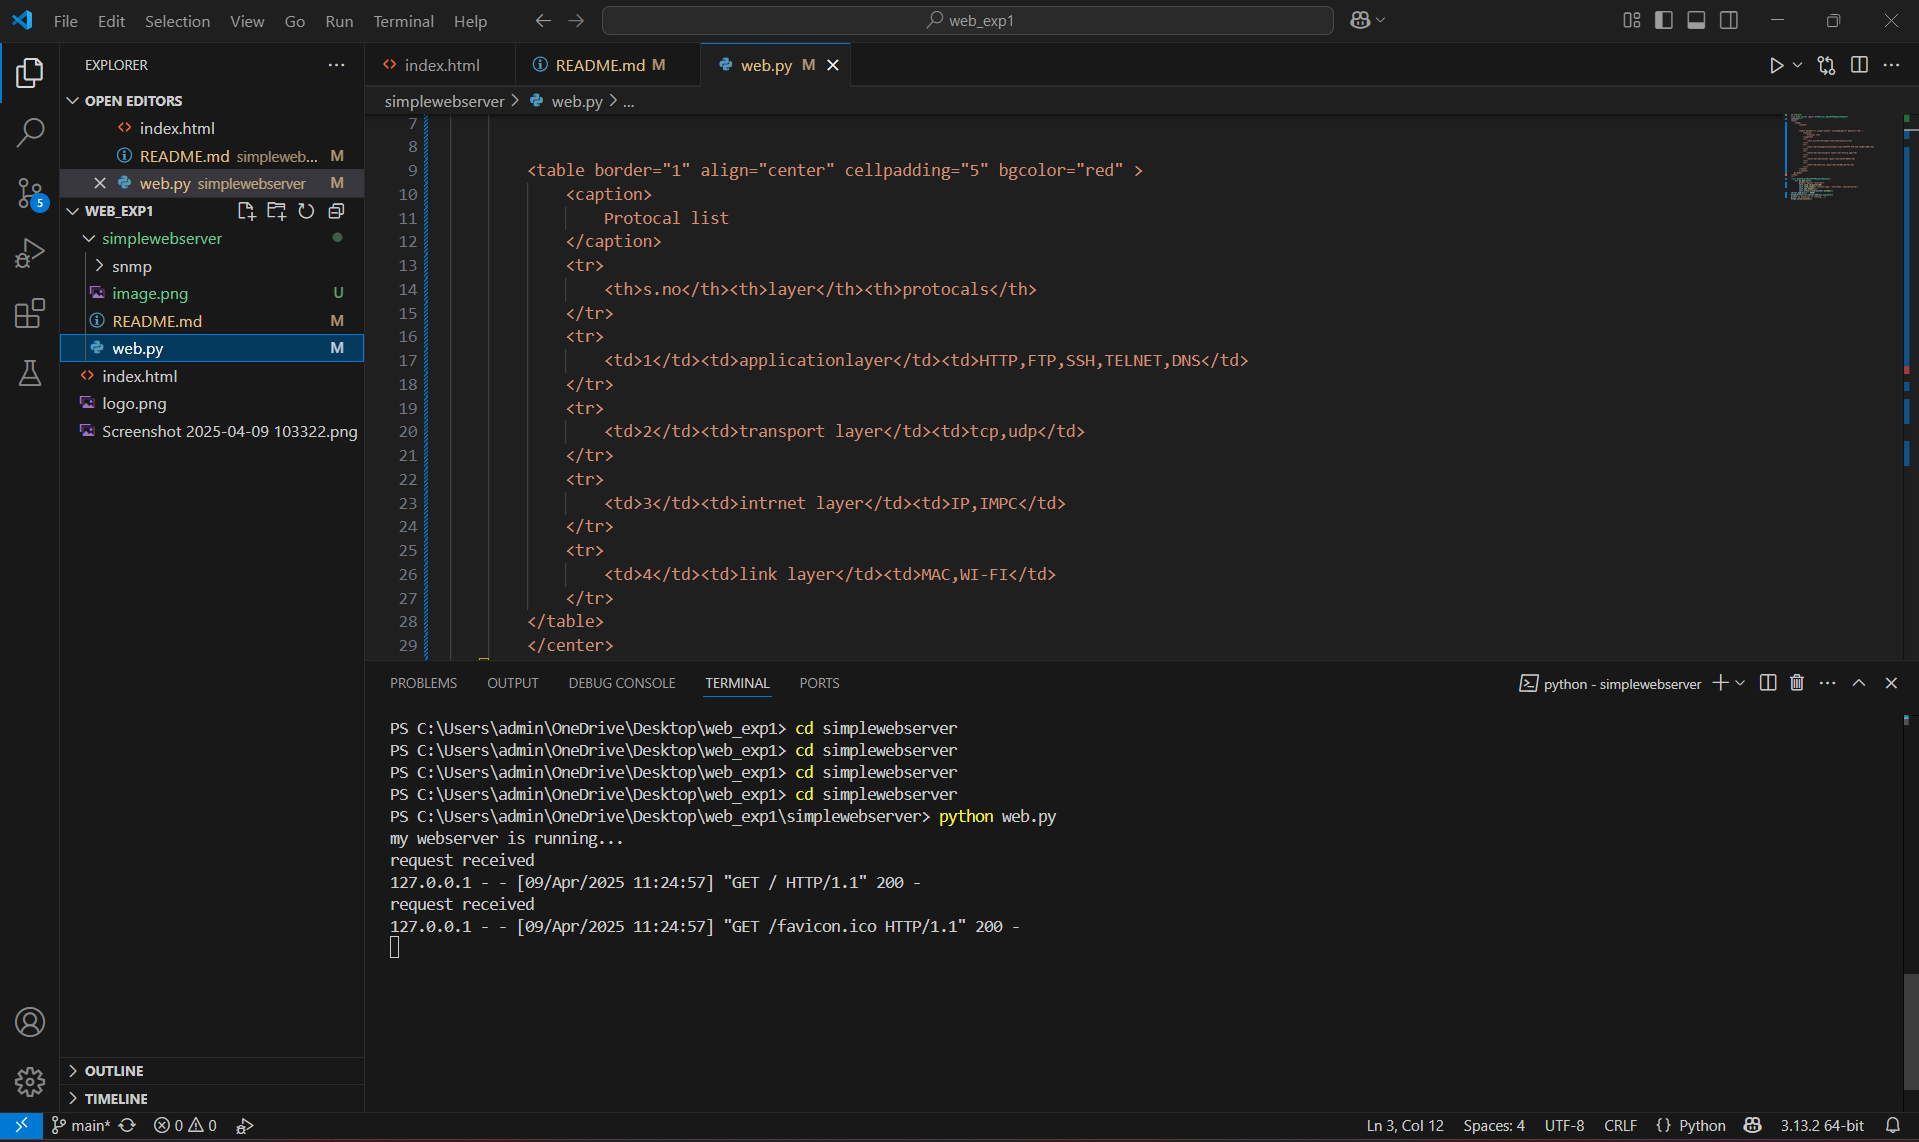 File Edit Selection View Go Run Terminal Help
web_exp1
EXPLORER
OPEN EDITORS
index.html
README.md simpleweb... M
web.py simplewebserver M
WEB_EXP1
simplewebserver
snmp
image.png U
README.md M
web.py M
index.html
logo.png
Screenshot 2025-04-09 103322.png
OUTLINE
TIMELINE
5
index.html
README.md M
web.py M
simplewebserver > web.py > ...
7
8
9 <table border="1" align="center" cellpadding="5" bgcolor="red" >
10 <caption>
11 Protocal list
12 </caption>
13 <tr>
14 <th>s.no</th><th>layer</th><th>protocals</th>
15 </tr>
16 <tr>
17 <td>1</td><td>applicationlayer</td><td>HTTP,FTP,SSH,TELNET,DNS</td>
18 </tr>
19 <tr>
20 <td>2</td><td>transport layer</td><td>tcp,udp</td>
21 </tr>
22 <tr>
23 <td>3</td><td>intrnet layer</td><td>IP,IMPC</td>
24 </tr>
25 <tr>
26 <td>4</td><td>link layer</td><td>MAC,WI-FI</td>
27 </tr>
28 </table>
29 </center>
PROBLEMS OUTPUT DEBUG CONSOLE TERMINAL PORTS
python - simplewebserver
PS C:\Users\admin\OneDrive\Desktop\web_exp1> cd simplewebserver
PS C:\Users\admin\OneDrive\Desktop\web_exp1> cd simplewebserver
PS C:\Users\admin\OneDrive\Desktop\web_exp1> cd simplewebserver
PS C:\Users\admin\OneDrive\Desktop\web_exp1> cd simplewebserver
PS C:\Users\admin\OneDrive\Desktop\web_exp1\simplewebserver> python web.py
my webserver is running...
request received
127.0.0.1 - - [09/Apr/2025 11:24:57] "GET / HTTP/1.1" 200 -
request received
127.0.0.1 - - [09/Apr/2025 11:24:57] "GET /favicon.ico HTTP/1.1" 200 -
main* 0 0
Ln 3, Col 12 Spaces: 4 UTF-8 CRLF {} Python 3.13.2 64-bit